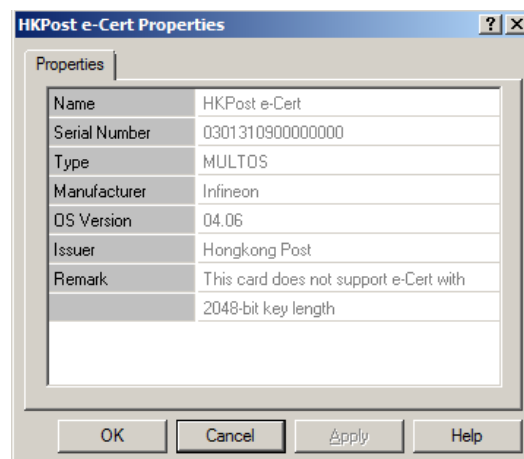 HKPost e-Cert Properties
Properties
Name HKPost e-Cert
Serial Number 0301310900000000
Type MULTOS
Manufacturer Infineon
OS Version 04.06
Issuer Hongkong Post
Remark This card does not support e-Cert with
2048-bit key length
OK Cancel Apply Help